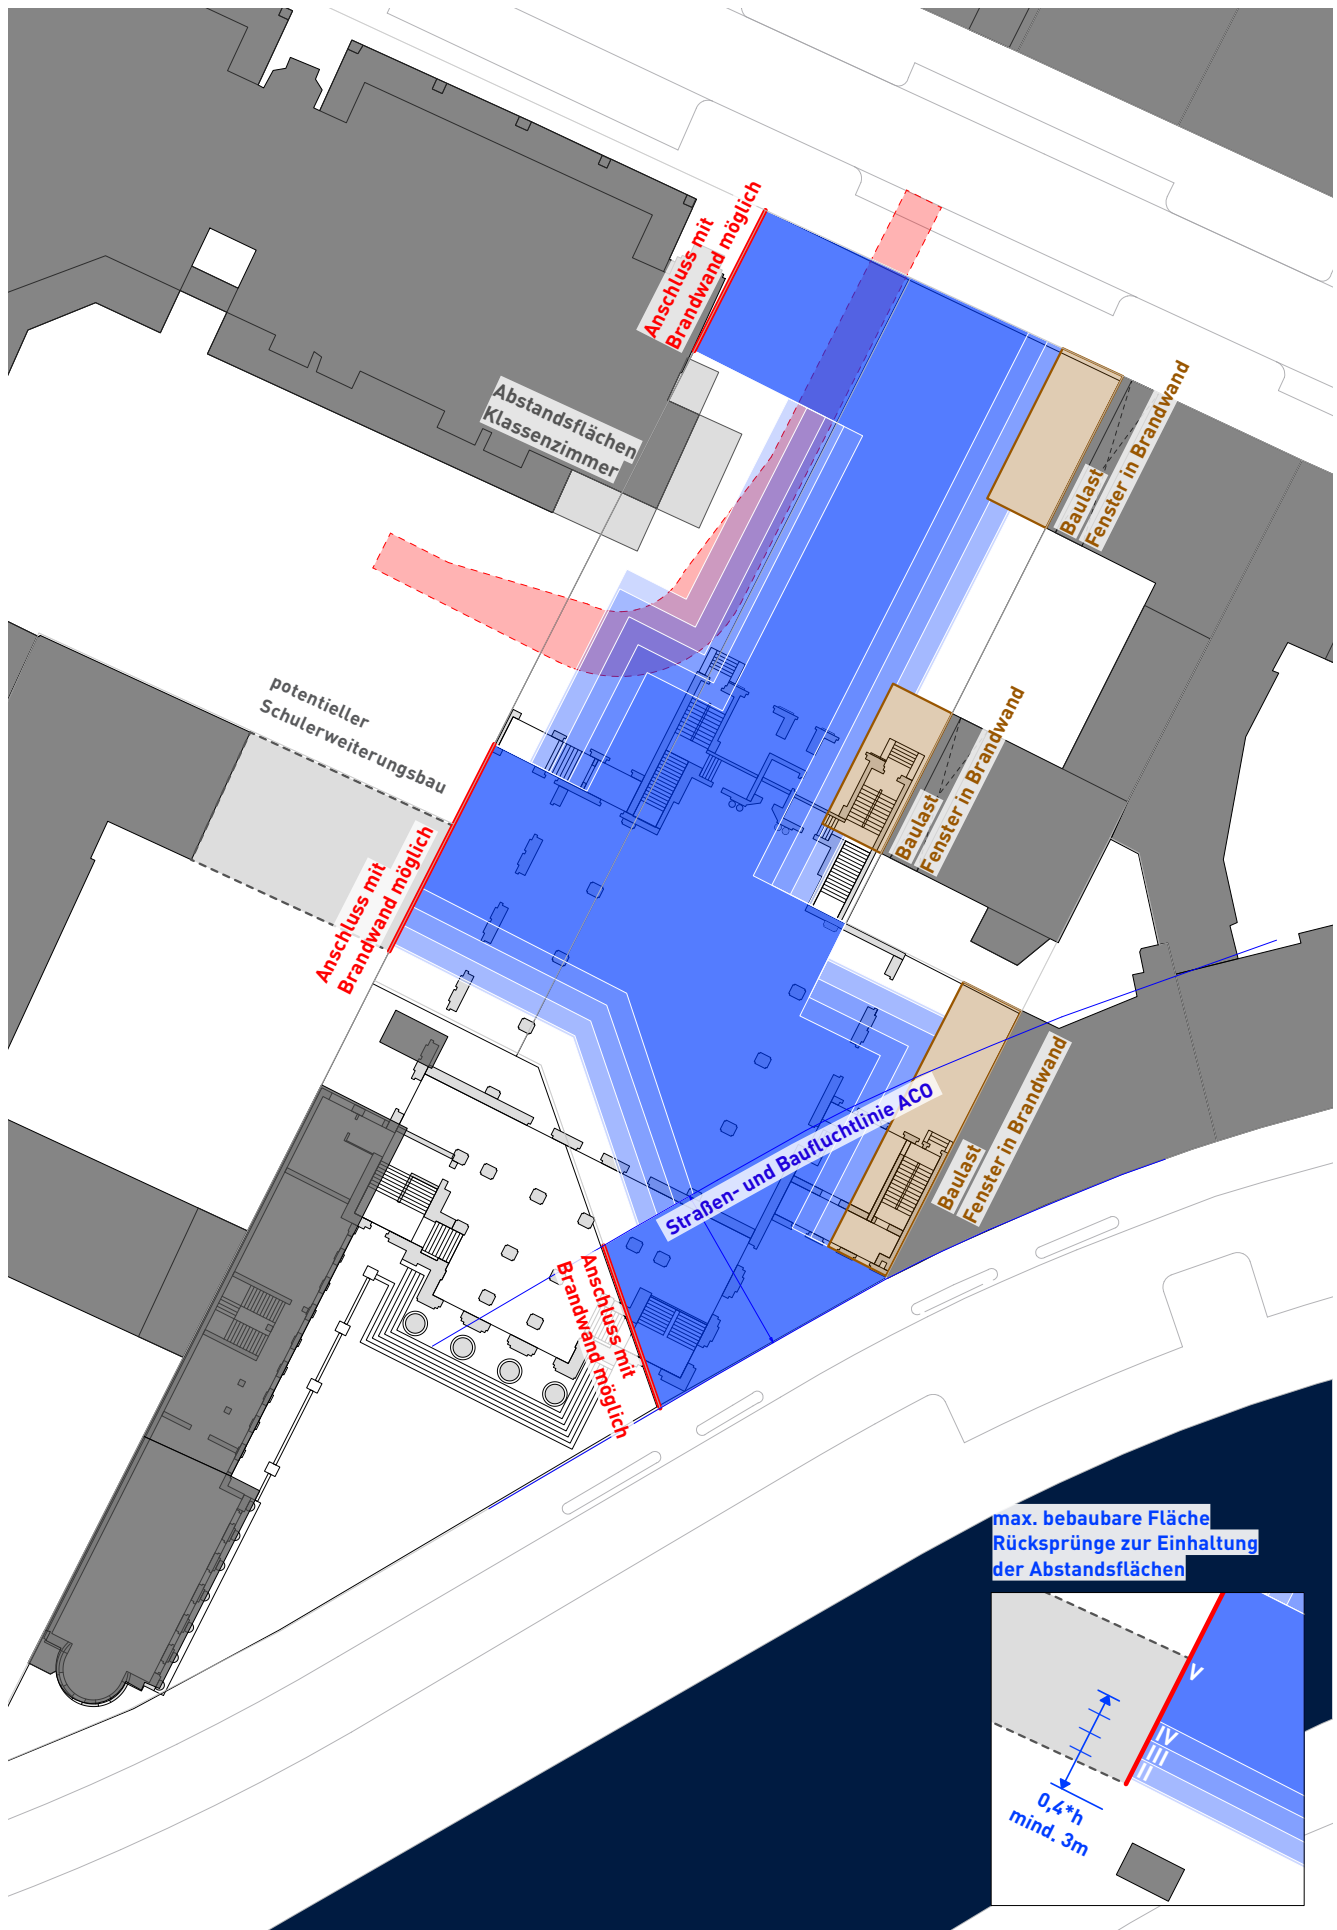 Anschluss mit
Brandwand möglich
Abstandsflächen
Klassenzimmer
Baulast
Fenster in Brandwand
potentieller
Schulerweiterungsbau
Baulast
Fenster in Brandwand
Anschluss mit
Brandwand möglich
Straßen- und Baufluchtlinie ACO
Baulast
Fenster in Brandwand
Anschluss mit
Brandwand möglich
max. bebaubare Fläche
Rücksprünge zur Einhaltung
der Abstandsflächen
V
IV
III
II
0,4*h
mind. 3m